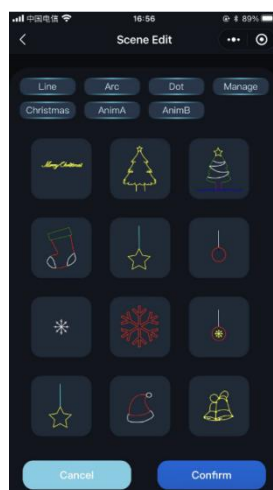 中国电信 16:56 89%
Scene Edit
Line Arc Dot Manage
Christmas AnimA AnimB
Merry Christmas
Cancel Confirm